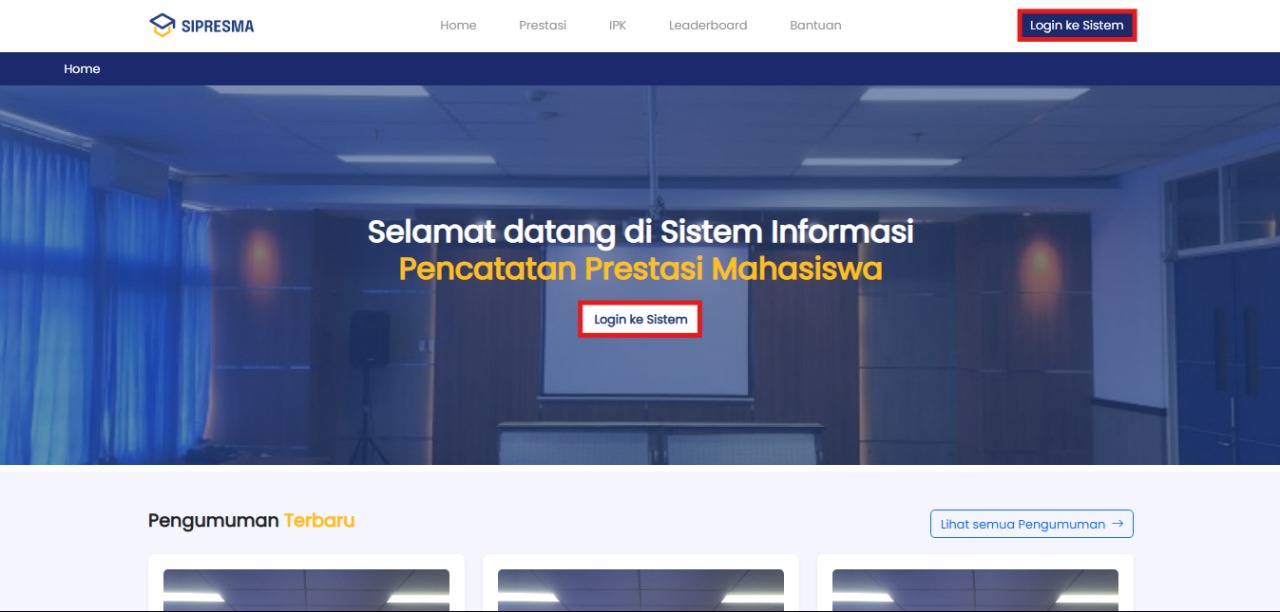 SIPRESMA
Home
Prestasi
IPK
Leaderboard
Bantuan
Login ke Sistem
Home
Selamat datang di Sistem Informasi
Pencatatan Prestasi Mahasiswa
Login ke Sistem
Pengumuman Terbaru
Lihat semua Pengumuman →